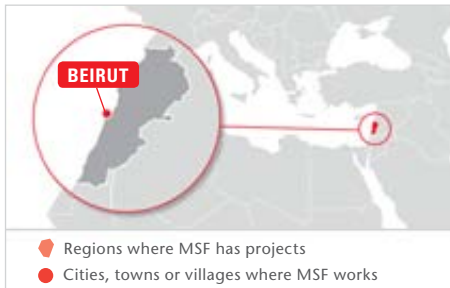 BEIRUT
Regions where MSF has projects
Cities, towns or villages where MSF works